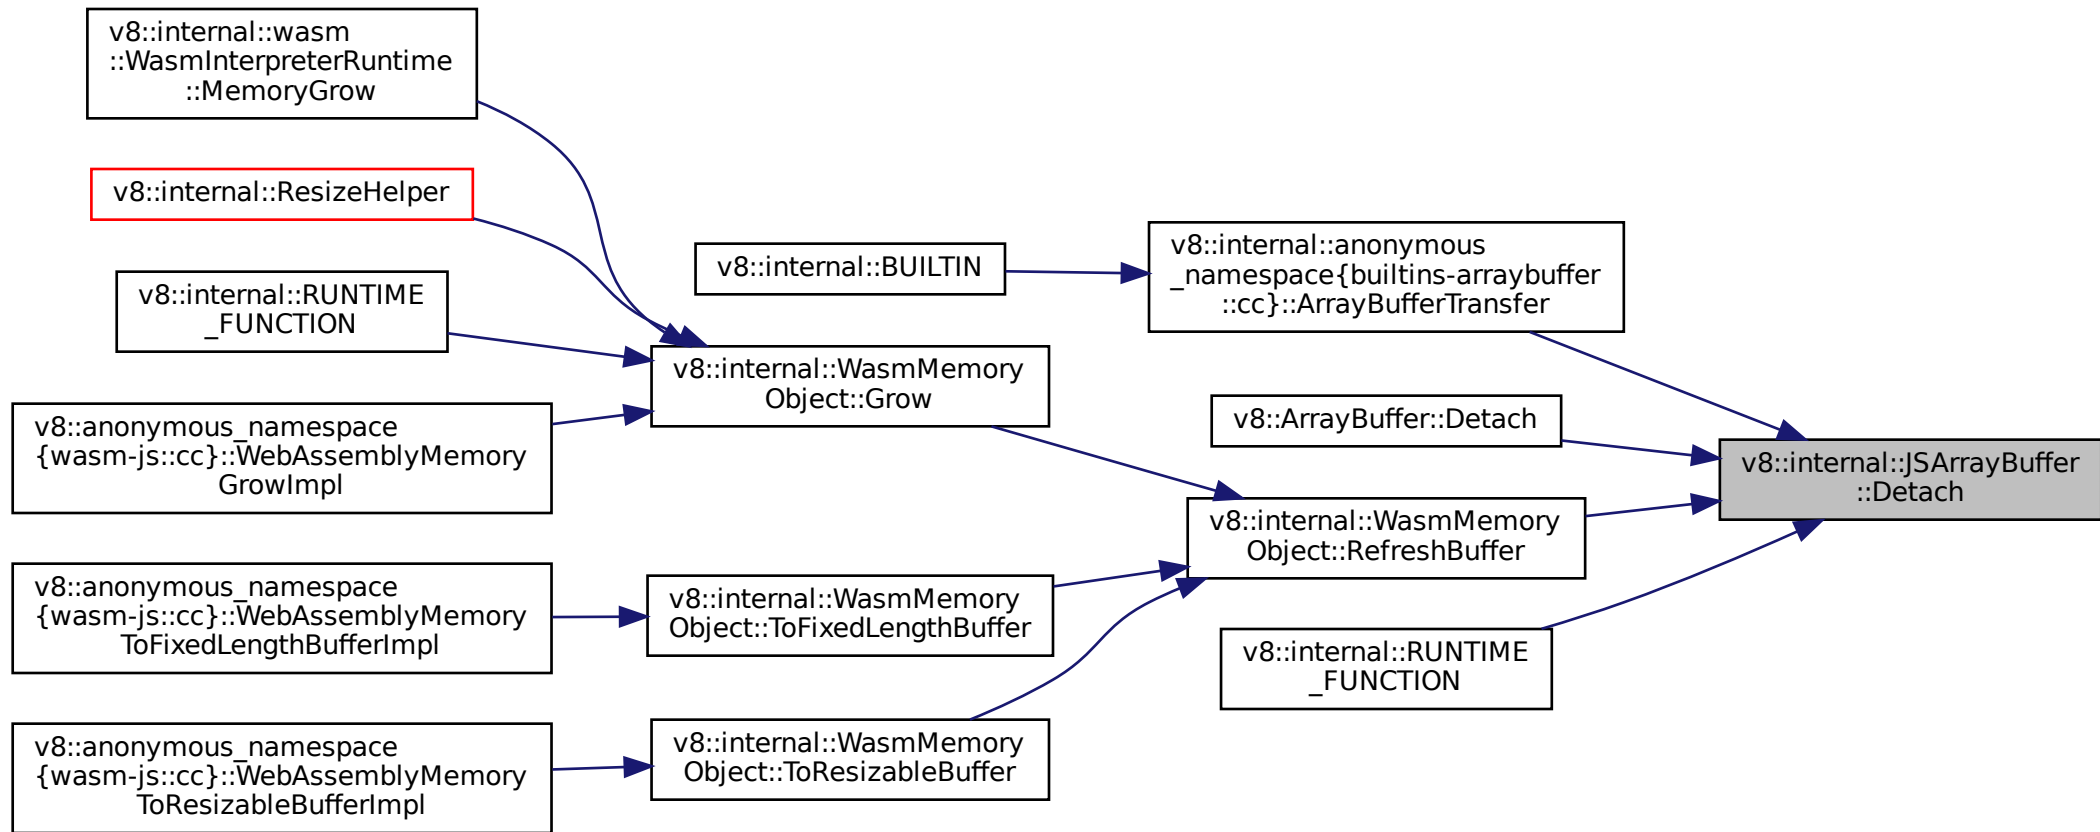 v8::internal::wasm
::WasmInterpreterRuntime
::MemoryGrow
v8::internal::ResizeHelper
v8::internal::RUNTIME
_FUNCTION
v8::anonymous_namespace
{wasm-js::cc}::WebAssemblyMemory
GrowImpl
v8::anonymous_namespace
{wasm-js::cc}::WebAssemblyMemory
ToFixedLengthBufferImpl
v8::anonymous_namespace
{wasm-js::cc}::WebAssemblyMemory
ToResizableBufferImpl
v8::internal::BUILTIN
v8::internal::WasmMemory
Object::Grow
v8::internal::WasmMemory
Object::ToFixedLengthBuffer
v8::internal::WasmMemory
Object::ToResizableBuffer
v8::internal::anonymous
_namespace{builtins-arraybuffer
::cc}::ArrayBufferTransfer
v8::ArrayBuffer::Detach
v8::internal::WasmMemory
Object::RefreshBuffer
v8::internal::RUNTIME
_FUNCTION
v8::internal::JSArrayBuffer
::Detach